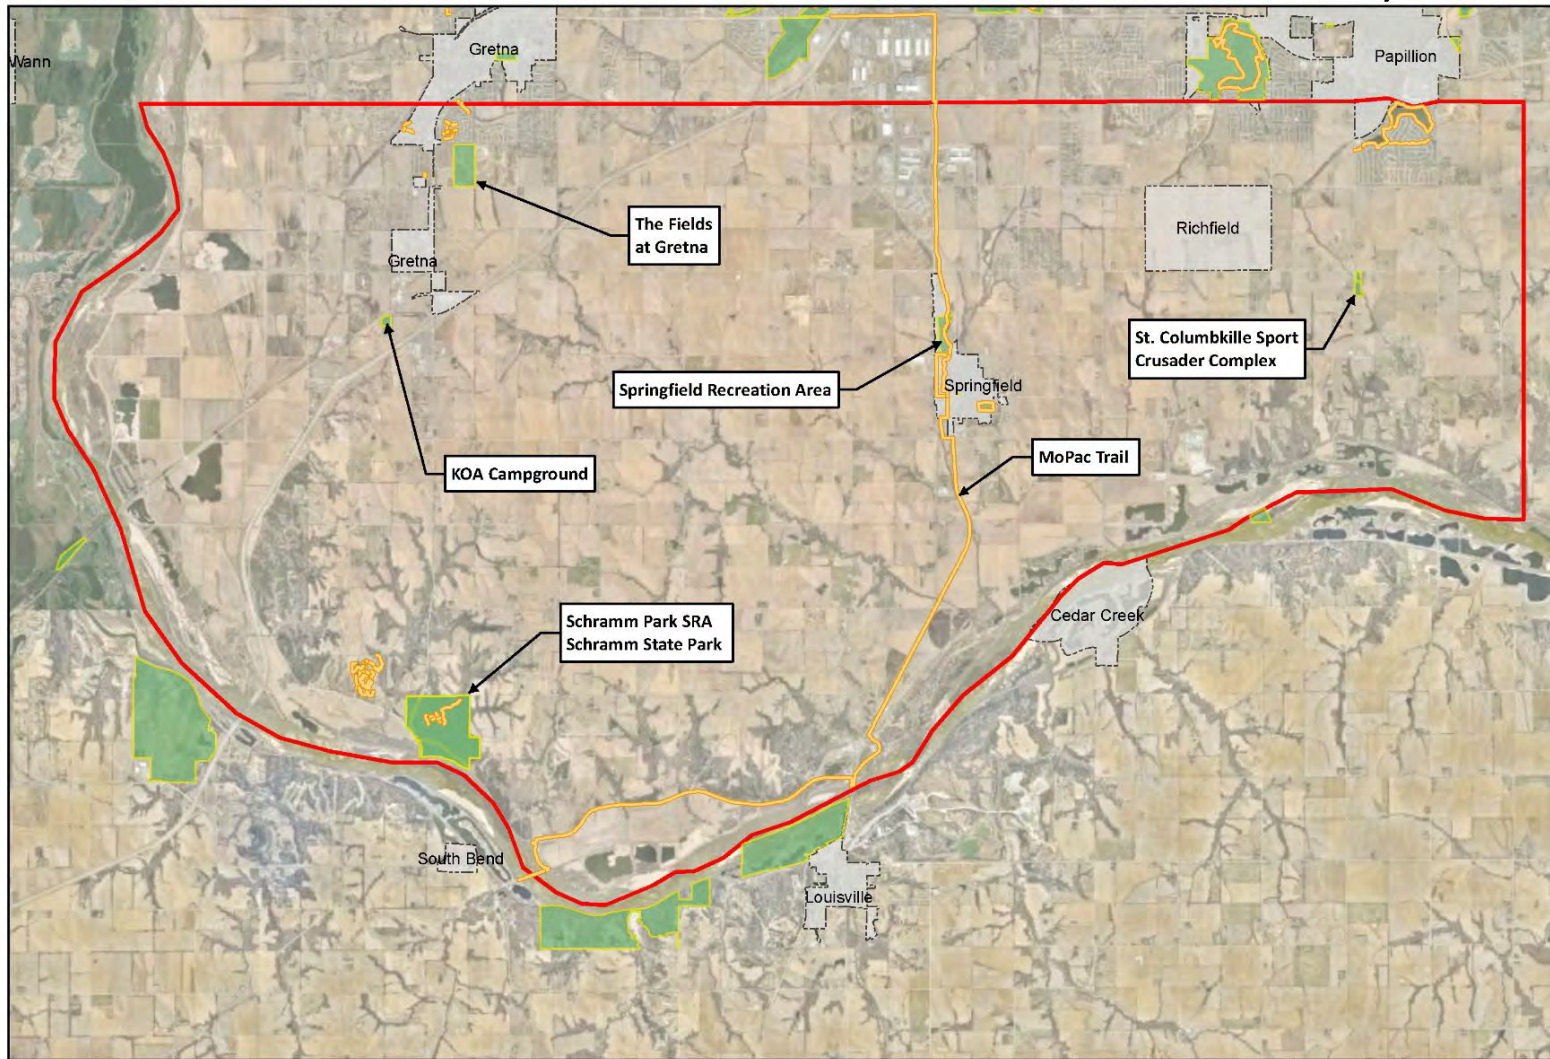 Gretna
Papillion
Wann
The Fields
at Gretna
Richfield
Gretna
St. Columbkille Sport
Crusader Complex
Springfield Recreation Area
Springfield
MoPac Trail
KOA Campground
Schramm Park SRA
Schramm State Park
Cedar Creek
South Bend
Louisville